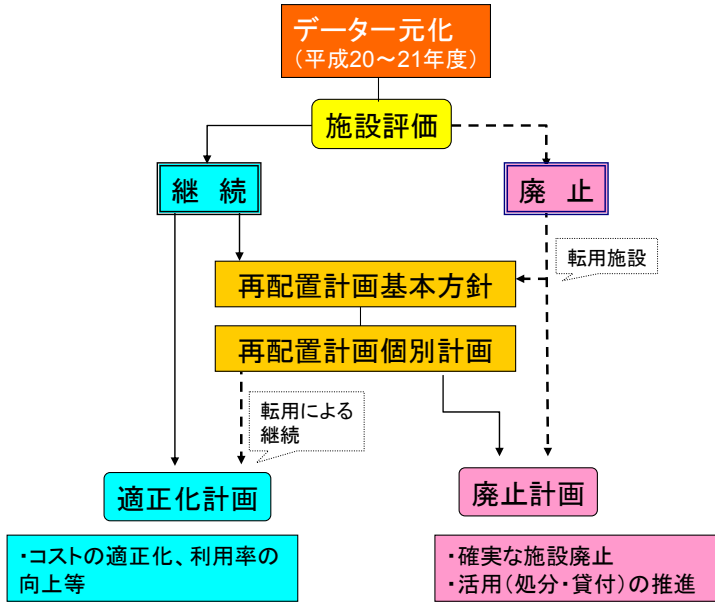 データ一元化
（平成20～21年度）
施設評価
継　続
廃　止
転用施設
再配置計画基本方針
再配置計画個別計画
転用による
継続
適正化計画
廃止計画
・コストの適正化、利用率の
向上等
・確実な施設廃止
・活用（処分・貸付）の推進